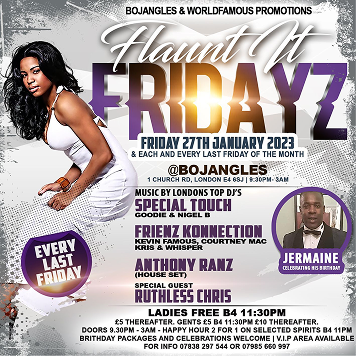 BOJANGLES & WORLDFAMOUS PROMOTIONS
Flaunt It
FRIDAYZ
FRIDAY 27TH JANUARY 2023
& EACH AND EVERY LAST FRIDAY OF THE MONTH
@BOJANGLES
1 CHURCH RD, LONDON E4 6SJ | 9:30PM- 3AM
MUSIC BY LONDONS TOP DJ'S
SPECIAL TOUCH
GOODIE & NIGEL B
FRIENZ KONNECTION
KEVIN FAMOUS, COURTNEY MAC
KRIS & WHISPER
ANTHONY RANZ
(HOUSE SET)
SPECIAL GUEST
RUTHLESS CHRIS
EVERY
LAST
FRIDAY
JERMAINE
CELEBRATING HIS BIRTHDAY
LADIES FREE B4 11:30PM
£5 THEREAFTER. GENTS £5 B4 11:30PM £10 THEREAFTER.
DOORS 9.30PM - 3AM - HAPPY HOUR 2 FOR 1 ON SELECTED SPIRITS B4 11PM
BRITHDAY PACKAGES AND CELEBRATIONS WELCOME | V.I.P AREA AVAILABLE
FOR INFO 07838 297 544 OR 07985 660 997